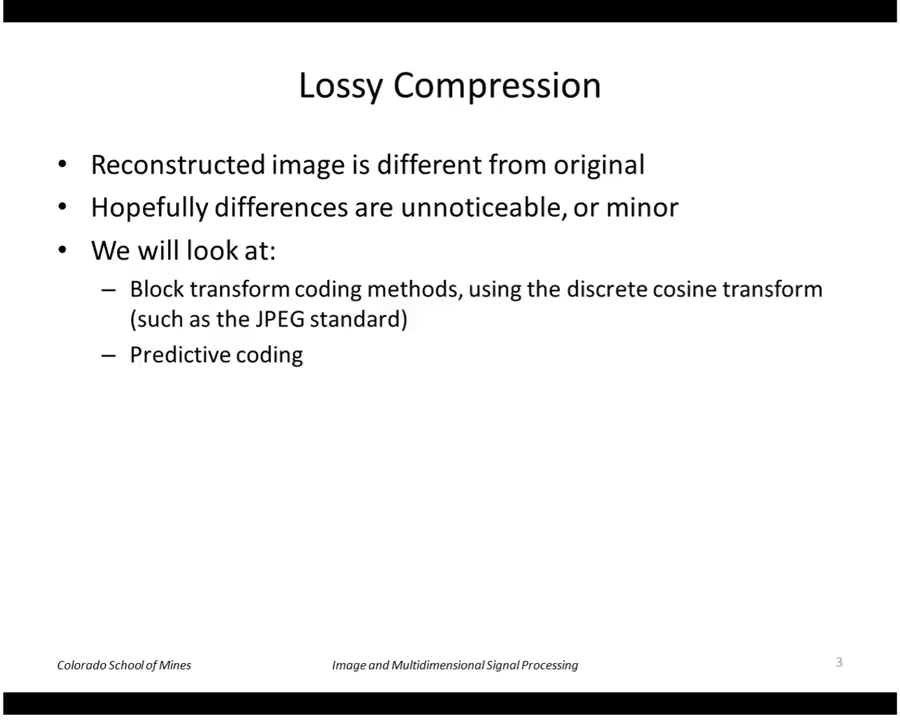 Lossy Compression
• Reconstructed image is different from original
• Hopefully differences are unnoticeable, or minor
• We will look at:
– Block transform coding methods, using the discrete cosine transform
(such as the JPEG standard)
– Predictive coding
Colorado School of Mines
Image and Multidimensional Signal Processing
3